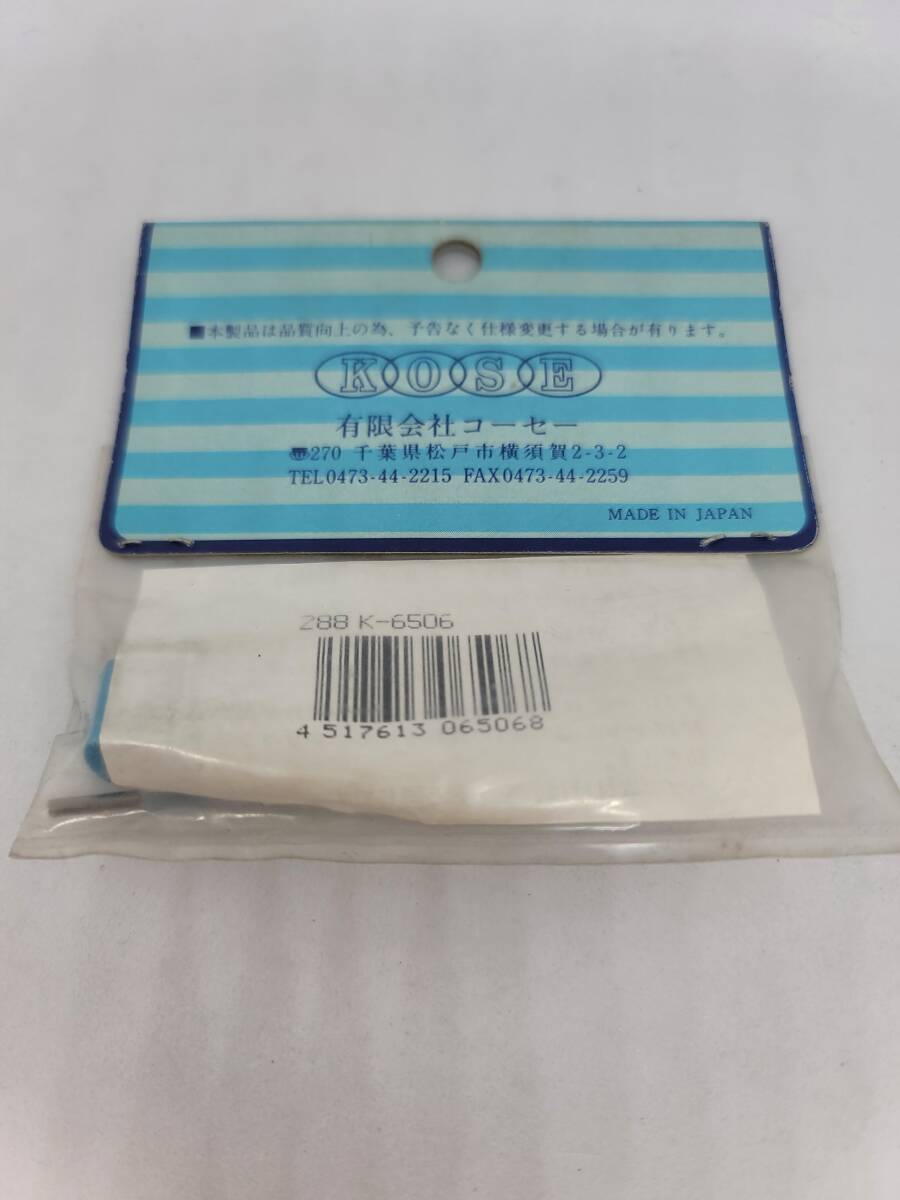 ■本製品は品質向上の為、予告なく仕様変更する場合が有ります。
KOSE
有限会社コーセー
☎270 千葉県松戸市横須賀2-3-2
TEL0473-44-2215 FAX0473-44-2259
MADE IN JAPAN
288 K-6506
4 517613 065068